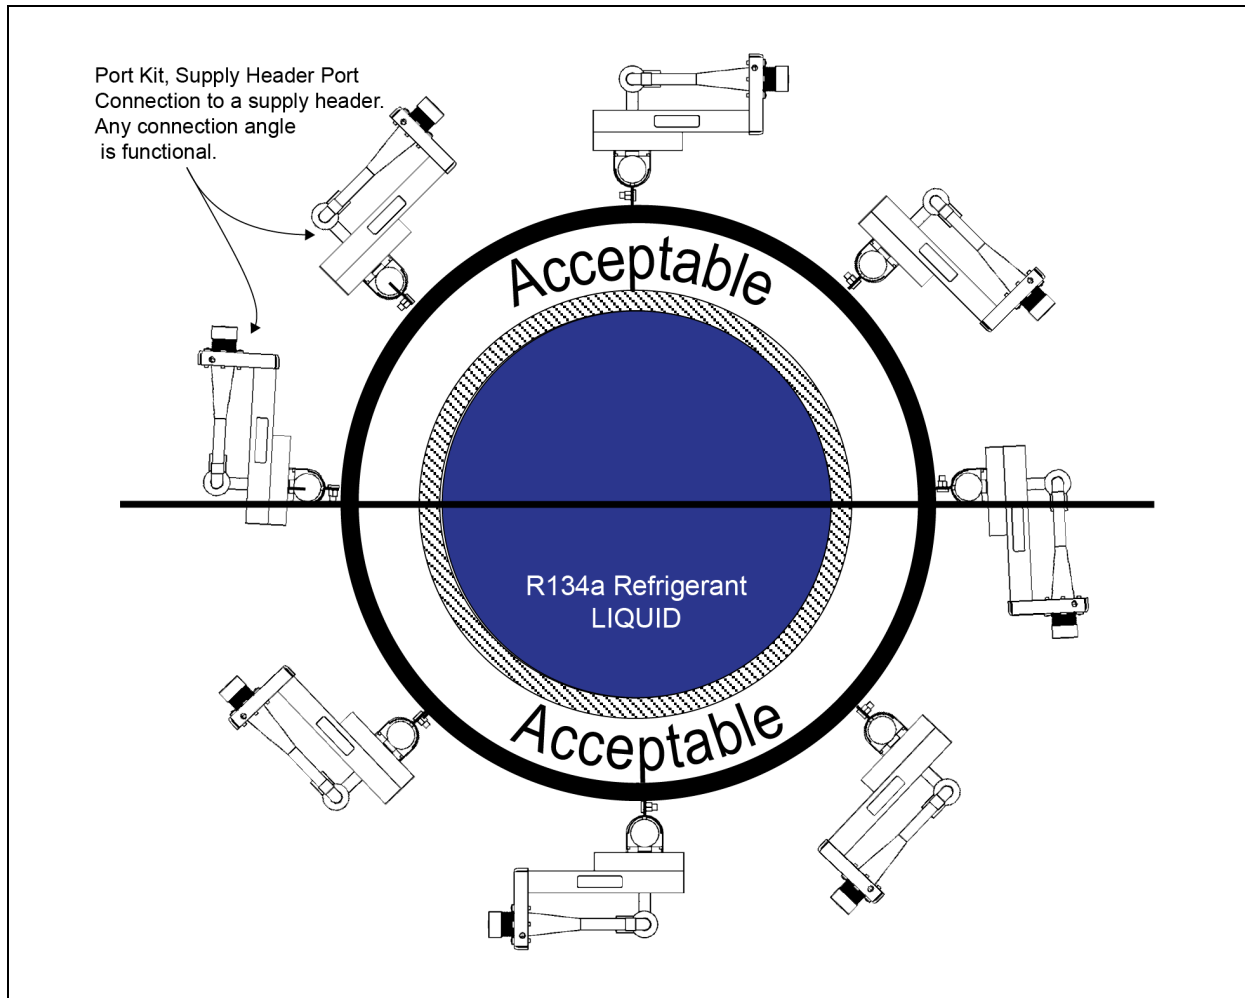 Port Kit, Supply Header Port
Connection to a supply header.
Any connection angle
is functional.
Acceptable
R134a Refrigerant
LIQUID
Acceptable